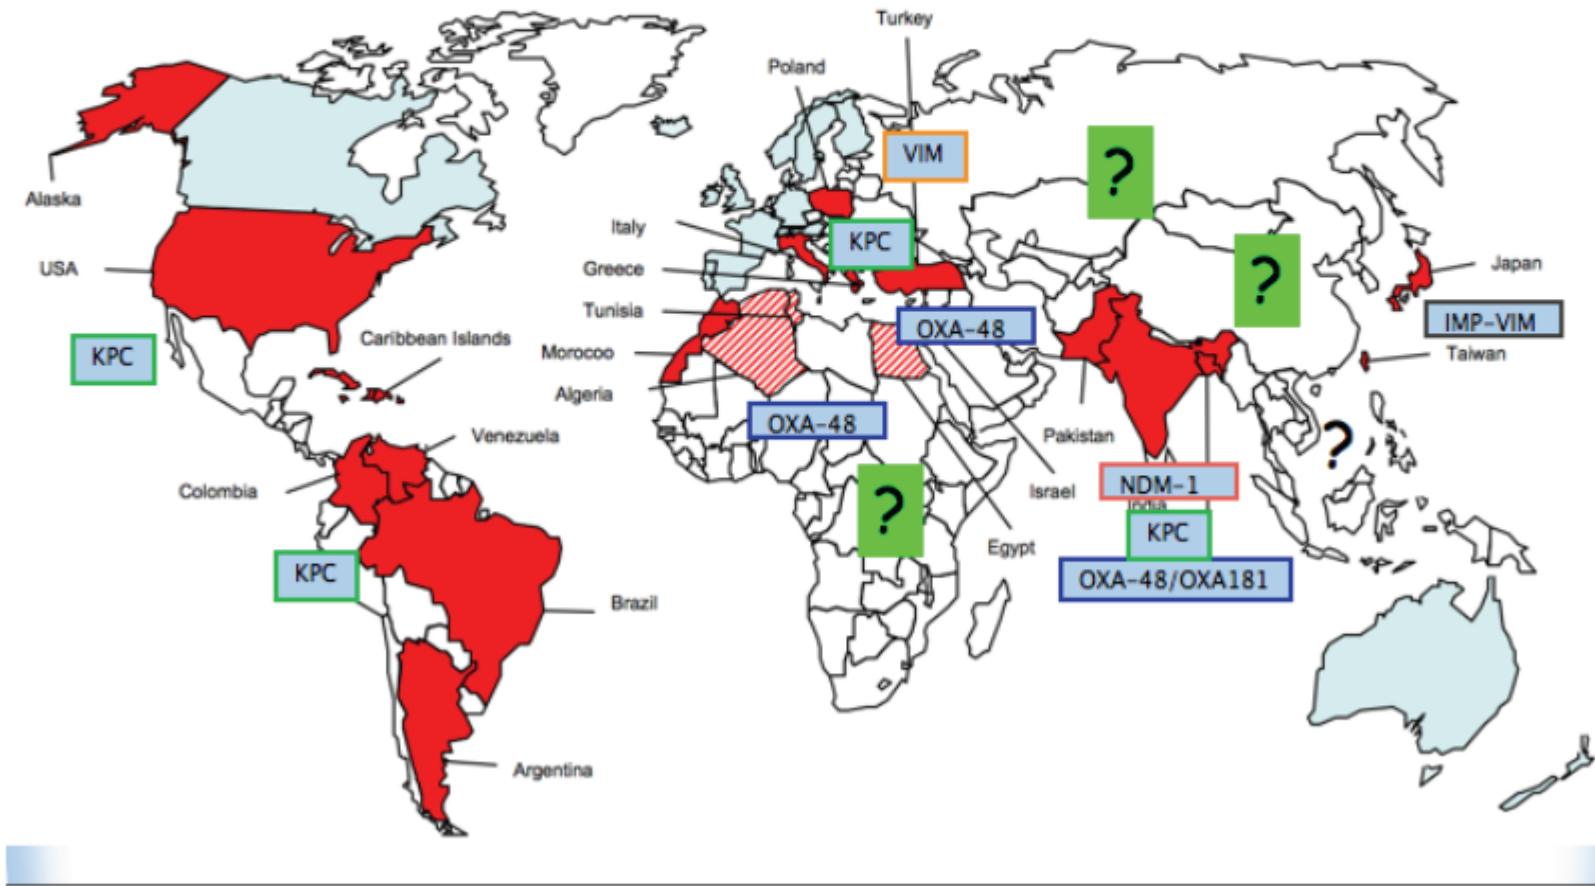 Turkey
Poland
VIM
Alaska
Italy
KPC
USA
Greece
?
?
Japan
Tunisia
OXA-48
IMP-VIM
KPC
Caribbean Islands
Morocoo
Taiwan
Algeria
OXA-48
Venezuela
Pakistan
?
Colombia
?
Israel
NDM-1
India
KPC
Egypt
KPC
OXA-48/OXA181
Brazil
Argentina